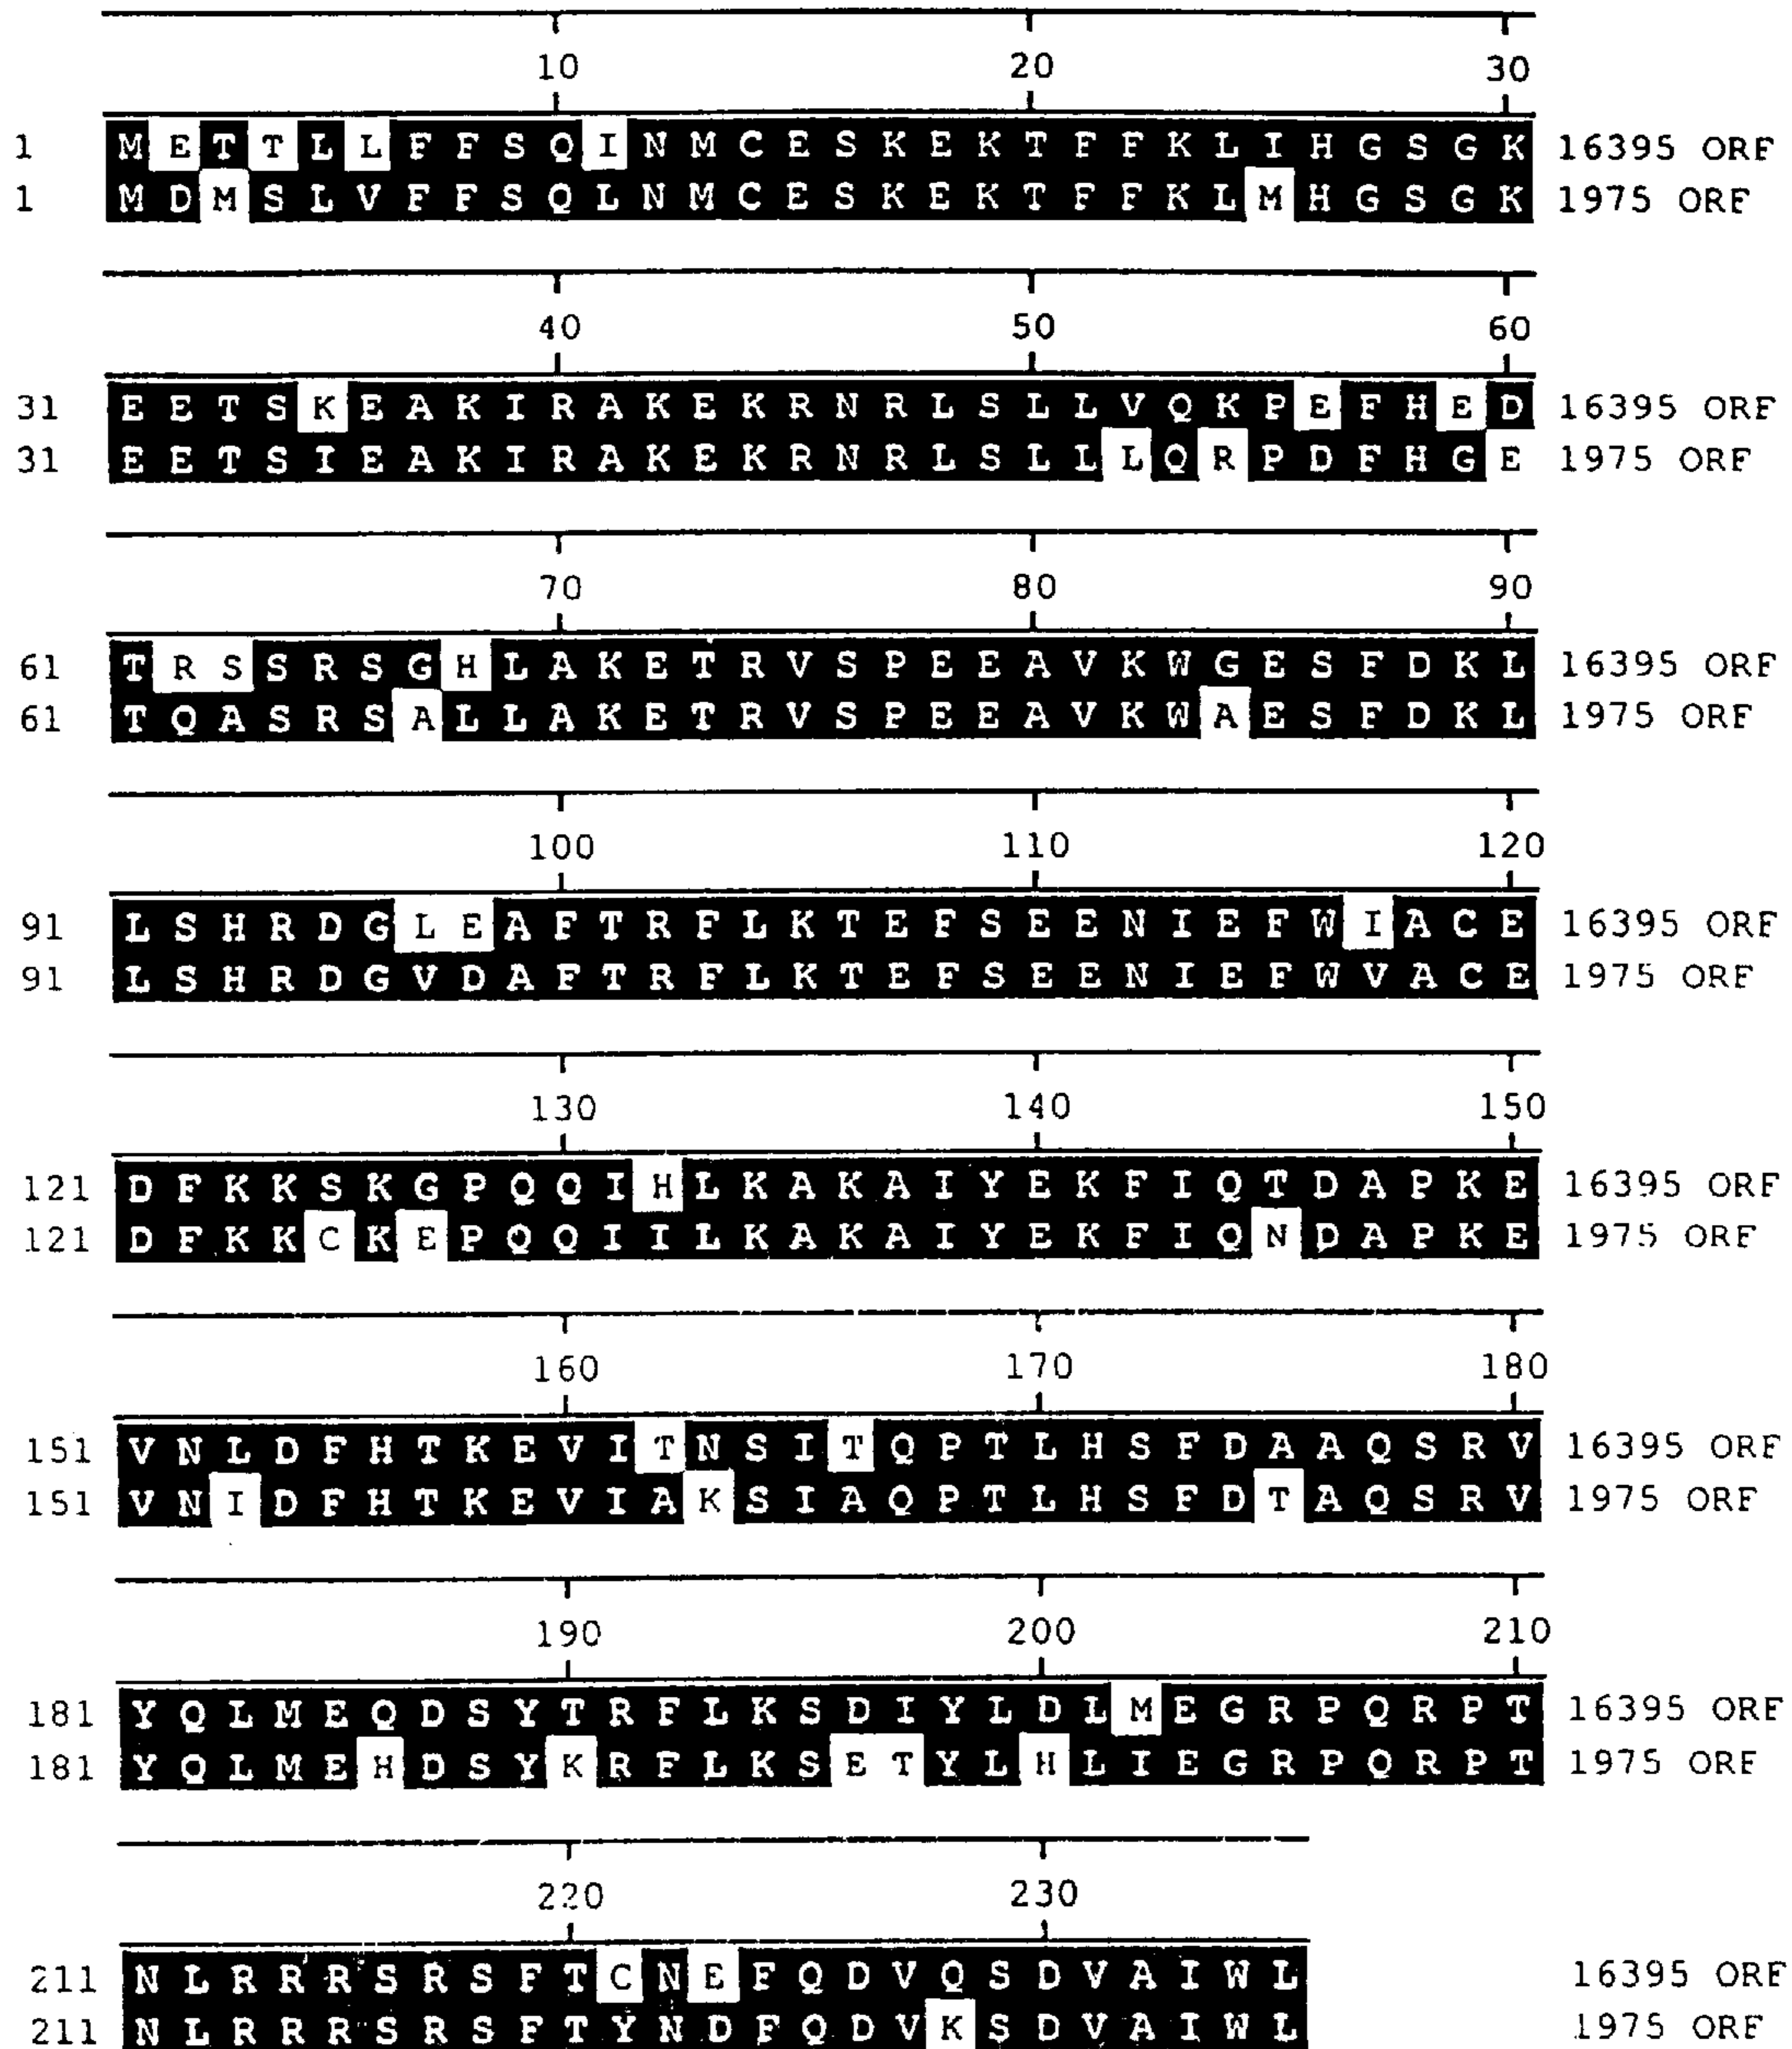 10 20 30
1 M E T T L L F F S Q I N M C E S K E K T F F K L I H G S G K 16395 ORF
1 M D M S L V F F S Q L N M C E S K E K T F F K L M H G S G K 1975 ORF
40 50 60
31 E E T S K E A K I R A K E K R N R L S L L V Q K P E F H E D 16395 ORF
31 E E T S I E A K I R A K E K R N R L S L L L Q R P D F H G E 1975 ORF
70 80 90
61 T R S S R S G H L A K E T R V S P E E A V K W G E S F D K L 16395 ORF
61 T Q A S R S A L L A K E T R V S P E E A V K W A E S F D K L 1975 ORF
100 110 120
91 L S H R D G L E A F T R F L K T E F S E E N I E F W I A C E 16395 ORF
91 L S H R D G V D A F T R F L K T E F S E E N I E F W V A C E 1975 ORF
130 140 150
121 D F K K S K G P Q Q I H L K A K A I Y E K F I Q T D A P K E 16395 ORF
121 D F K K C K E P Q Q I I L K A K A I Y E K F I Q N D A P K E 1975 ORF
160 170 180
151 V N L D F H T K E V I T N S I T Q P T L H S F D A A Q S R V 16395 ORF
151 V N I D F H T K E V I A K S I A Q P T L H S F D T A Q S R V 1975 ORF
190 200 210
181 Y Q L M E Q D S Y T R F L K S D I Y L D L M E G R P Q R P T 16395 ORF
181 Y Q L M E H D S Y K R F L K S E T Y L H L I E G R P Q R P T 1975 ORF
220 230
211 N L R R R S R S F T C N E F Q D V Q S D V A I W L 16395 ORF
211 N L R R R S R S F T Y N D F Q D V K S D V A I W L 1975 ORF